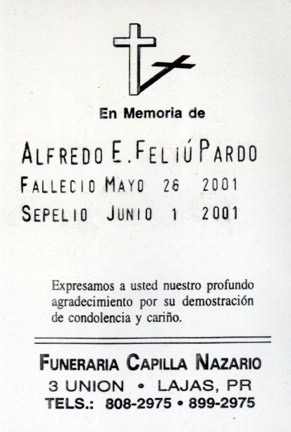 En Memoria de
ALFREDO E. FELIÚ PARDO
FALLECIO MAYO 26 2001
SEPELIO JUNIO 1 2001
Expresamos a usted nuestro profundo
agradecimiento por su demostración
de condolencia y cariño.
FUNERARIA CAPILLA NAZARIO
3 UNION • LAJAS, PR
TELS.: 808-2975 • 899-2975